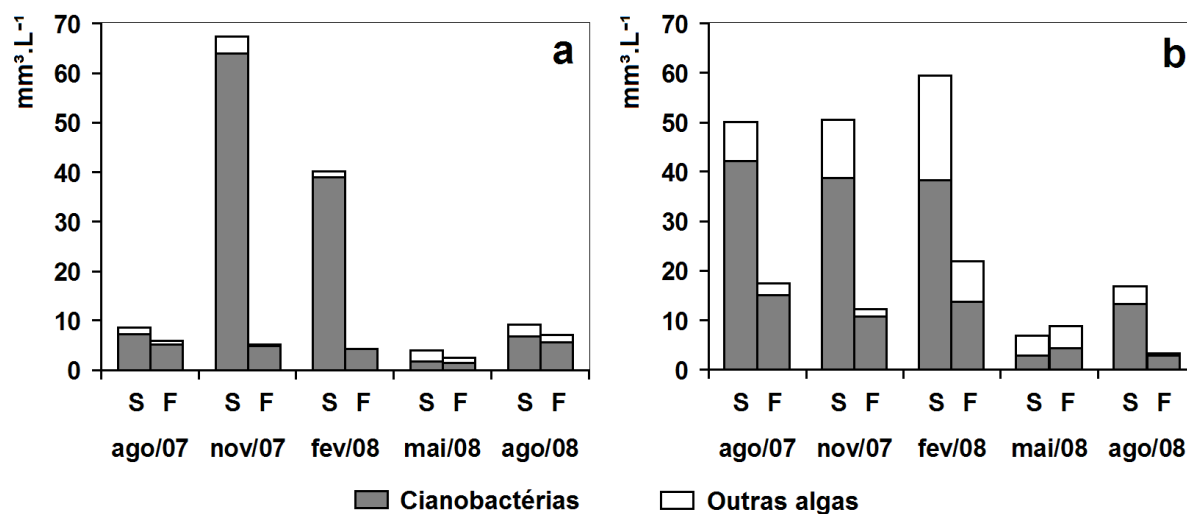 mm³.L⁻¹
70
60
50
40
30
20
10
0
a
S F S F S F S F S F
ago/07 nov/07 fev/08 mai/08 ago/08
mm³.L⁻¹
70
60
50
40
30
20
10
0
b
S F S F S F S F S F
ago/07 nov/07 fev/08 mai/08 ago/08
Cianobactérias Outras algas